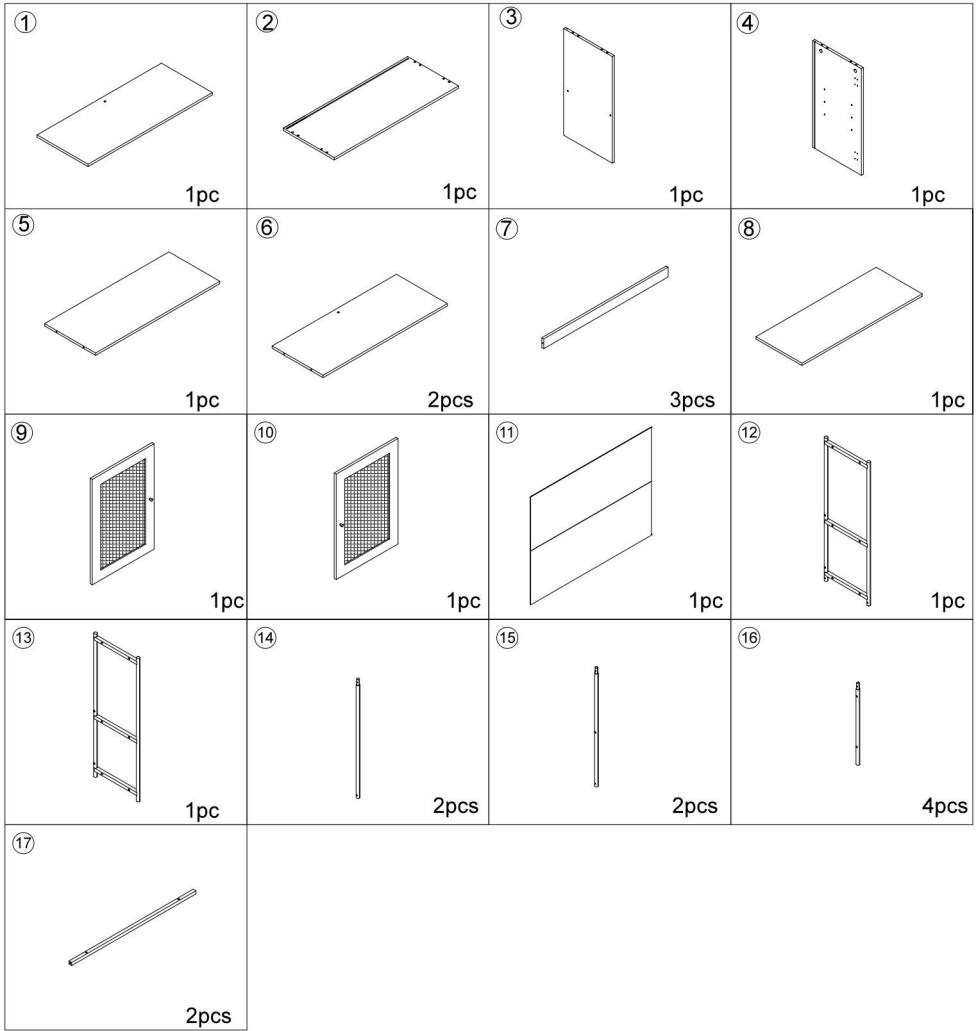 ① ② ③ ④
1pc 1pc 1pc 1pc
⑤ ⑥ ⑦ ⑧
1pc 2pcs 3pcs 1pc
⑨ ⑩ ⑪ ⑫
1pc 1pc 1pc 1pc
⑬ ⑭ ⑮ ⑯
1pc 2pcs 2pcs 4pcs
⑰
2pcs